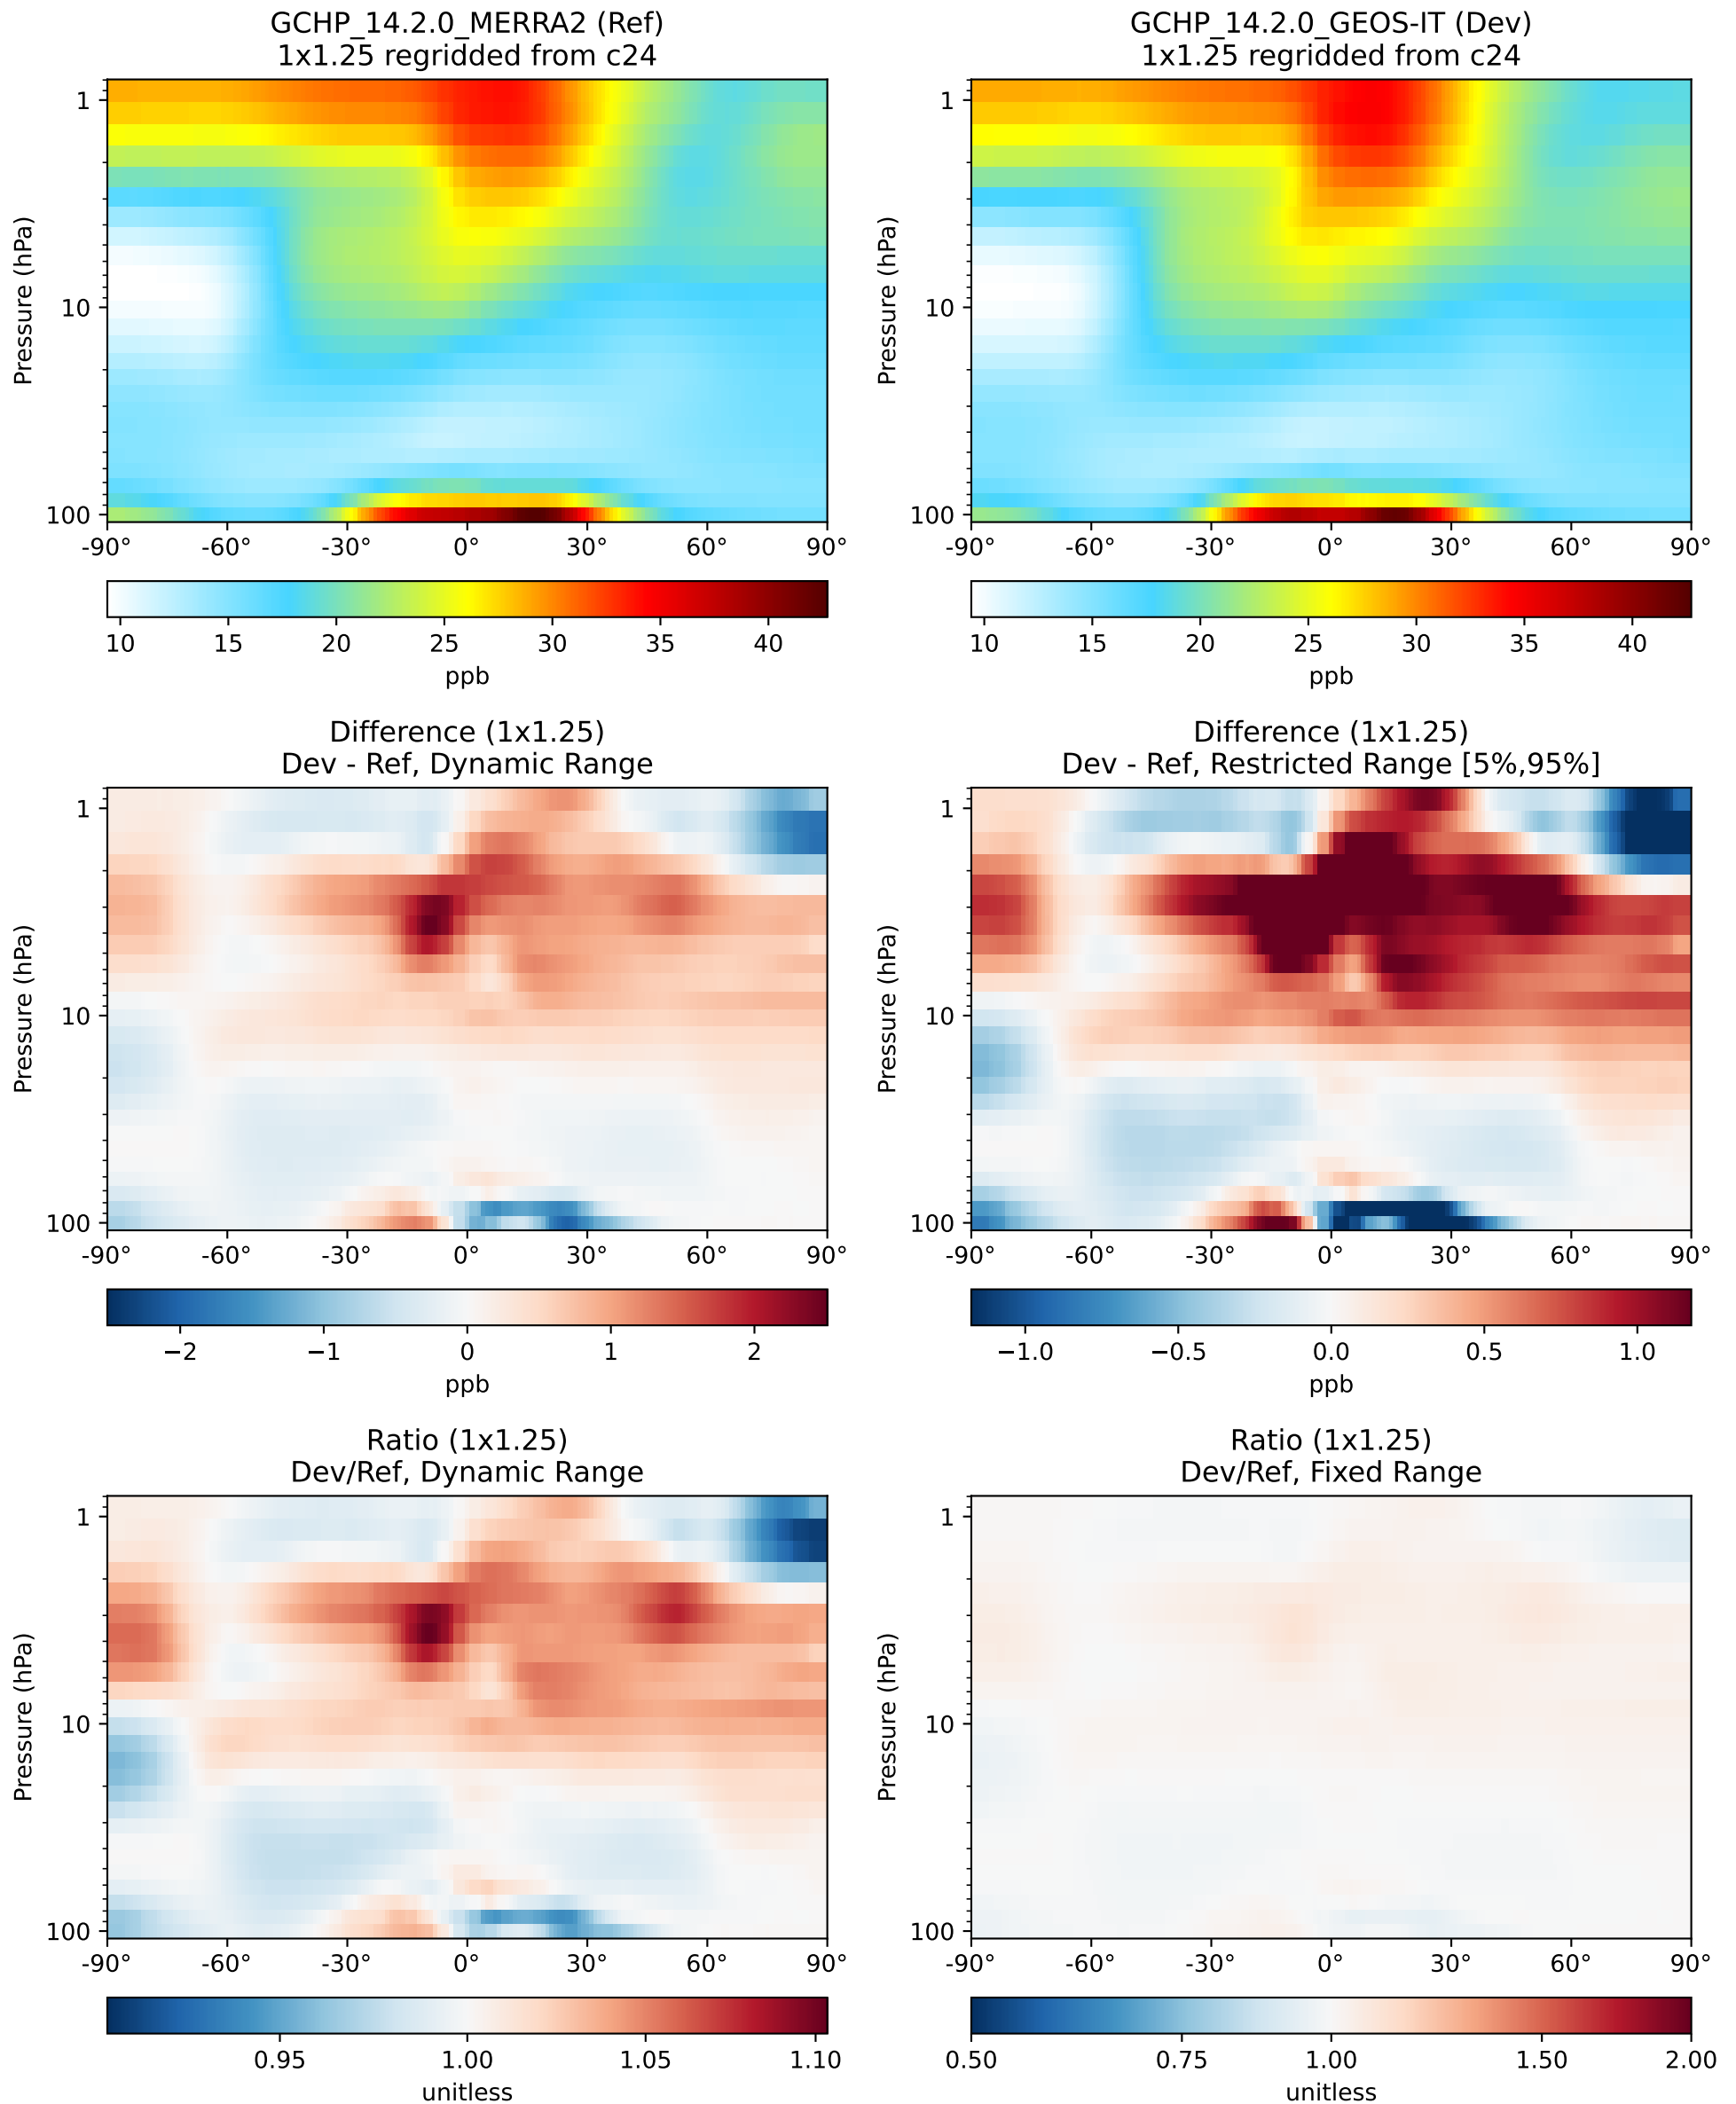 GCHP_14.2.0_MERRA2 (Ref)
1x1.25 regridded from c24
GCHP_14.2.0_GEOS-IT (Dev)
1x1.25 regridded from c24
Pressure (hPa)
1
10
100
-90° -60° -30° 0° 30° 60° 90°
10 15 20 25 30 35 40
ppb
Pressure (hPa)
1
10
100
-90° -60° -30° 0° 30° 60° 90°
10 15 20 25 30 35 40
ppb
Difference (1x1.25)
Dev - Ref, Dynamic Range
Difference (1x1.25)
Dev - Ref, Restricted Range [5%,95%]
Pressure (hPa)
1
10
100
-90° -60° -30° 0° 30° 60° 90°
−2 −1 0 1 2
ppb
Pressure (hPa)
1
10
100
-90° -60° -30° 0° 30° 60° 90°
−1.0 −0.5 0.0 0.5 1.0
ppb
Ratio (1x1.25)
Dev/Ref, Dynamic Range
Ratio (1x1.25)
Dev/Ref, Fixed Range
Pressure (hPa)
1
10
100
-90° -60° -30° 0° 30° 60° 90°
0.95 1.00 1.05 1.10
unitless
Pressure (hPa)
1
10
100
-90° -60° -30° 0° 30° 60° 90°
0.50 0.75 1.00 1.50 2.00
unitless